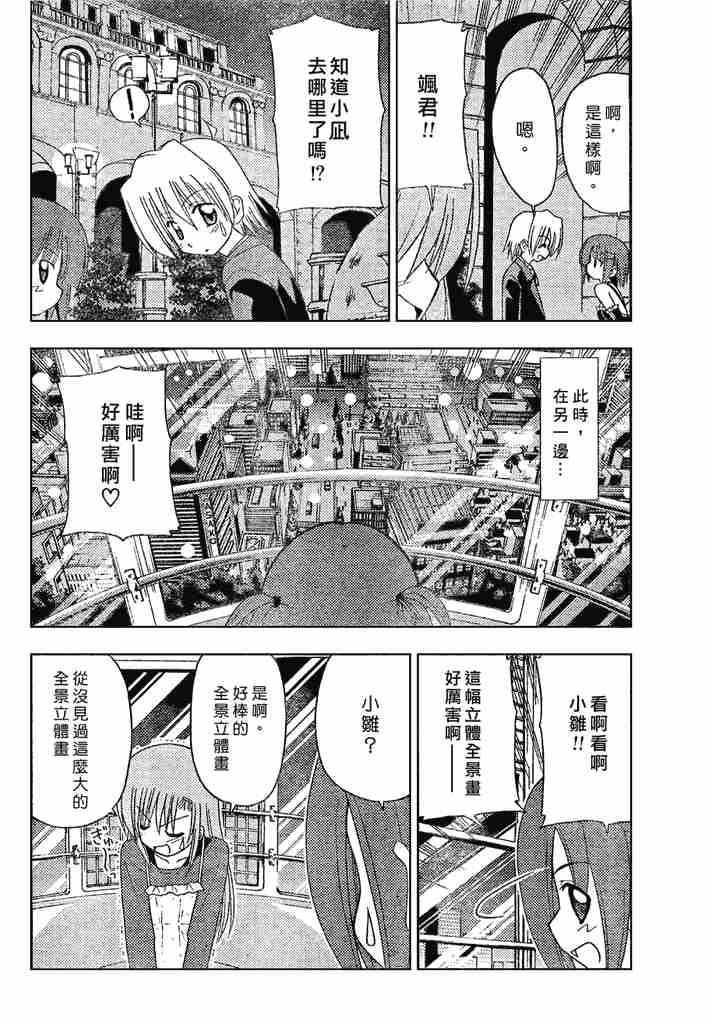 啊，
是這樣啊。
嗯。
颯君!!
知道小凪
去哪里了嗎!?
!
此時，
在另一邊…
哇啊──
好厲害啊♡
看啊看啊
小雛!!
這幅立體全景畫
好厲害啊──
小雛？
是啊。
好棒的
全景立體畫
從沒見過這麼大的
全景立體畫
ぎゅ～